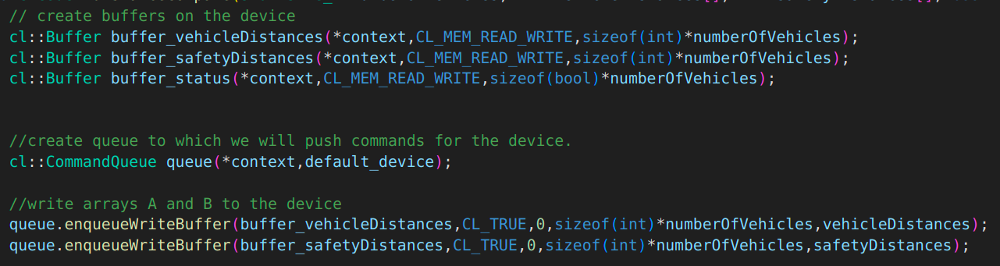 // create buffers on the device
cl::Buffer buffer_vehicleDistances(*context,CL_MEM_READ_WRITE,sizeof(int)*numberOfVehicles);
cl::Buffer buffer_safetyDistances(*context,CL_MEM_READ_WRITE,sizeof(int)*numberOfVehicles);
cl::Buffer buffer_status(*context,CL_MEM_READ_WRITE,sizeof(bool)*numberOfVehicles);
//create queue to which we will push commands for the device.
cl::CommandQueue queue(*context,default_device);
//write arrays A and B to the device
queue.enqueueWriteBuffer(buffer_vehicleDistances,CL_TRUE,0,sizeof(int)*numberOfVehicles,vehicleDistances);
queue.enqueueWriteBuffer(buffer_safetyDistances,CL_TRUE,0,sizeof(int)*numberOfVehicles,safetyDistances);